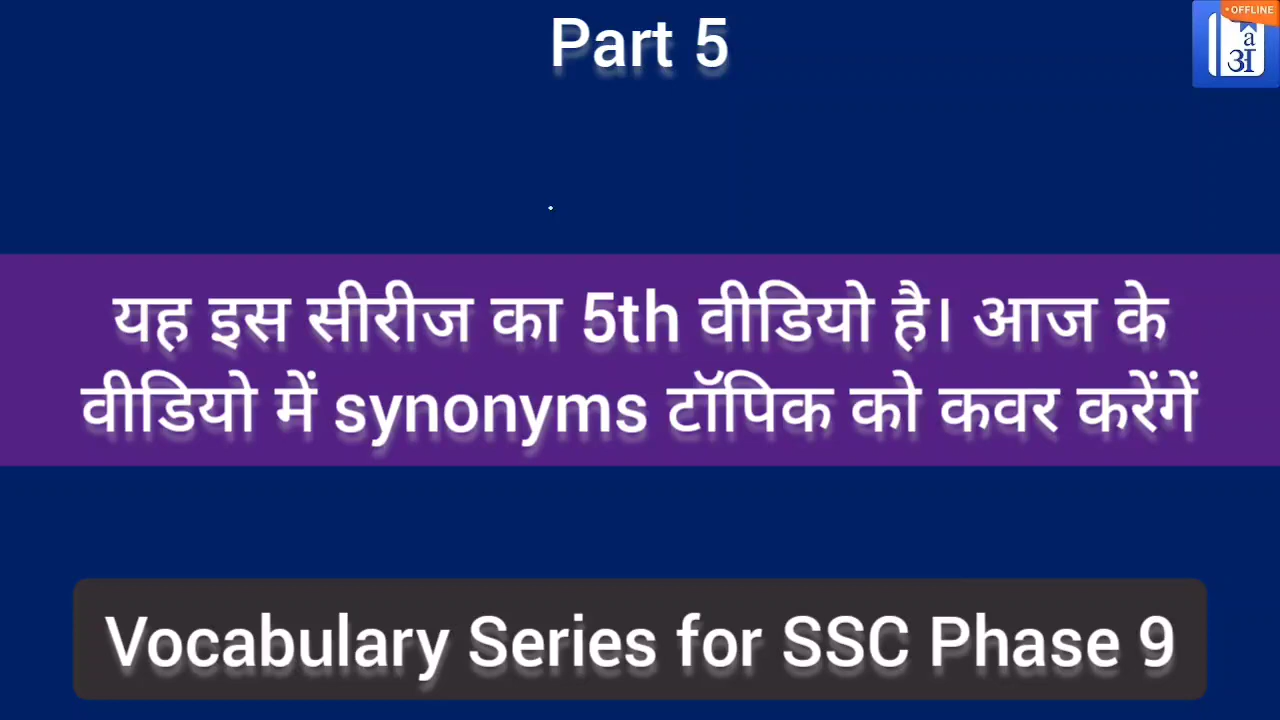 Part 5
• OFFLINE
a
अ
यह इस सीरीज का 5th वीडियो है। आज के
वीडियो में synonyms टॉपिक को कवर करेंगें
Vocabulary Series for SSC Phase 9